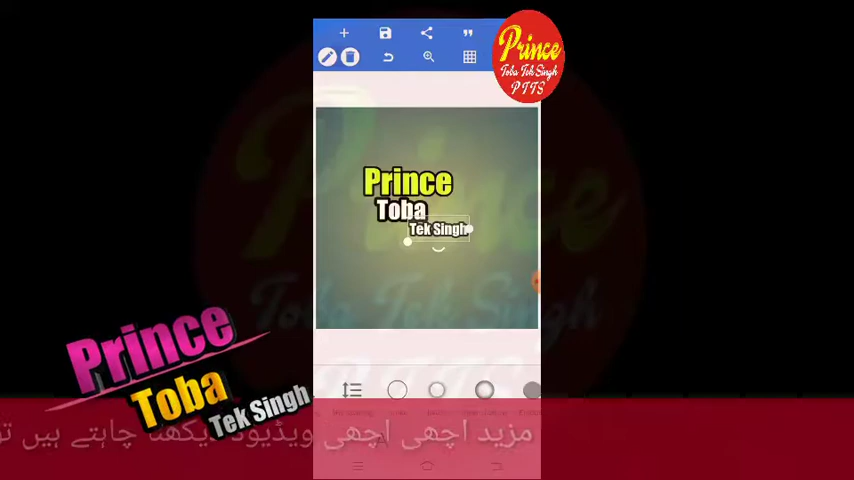 Prince
Toba Tek Singh
PTTS
Prince
Toba
Tek Singh
Prince
Toba
Tek Singh
مزید اچھی اچھی ویڈیوز دیکھنا چاہتے ہیں تو